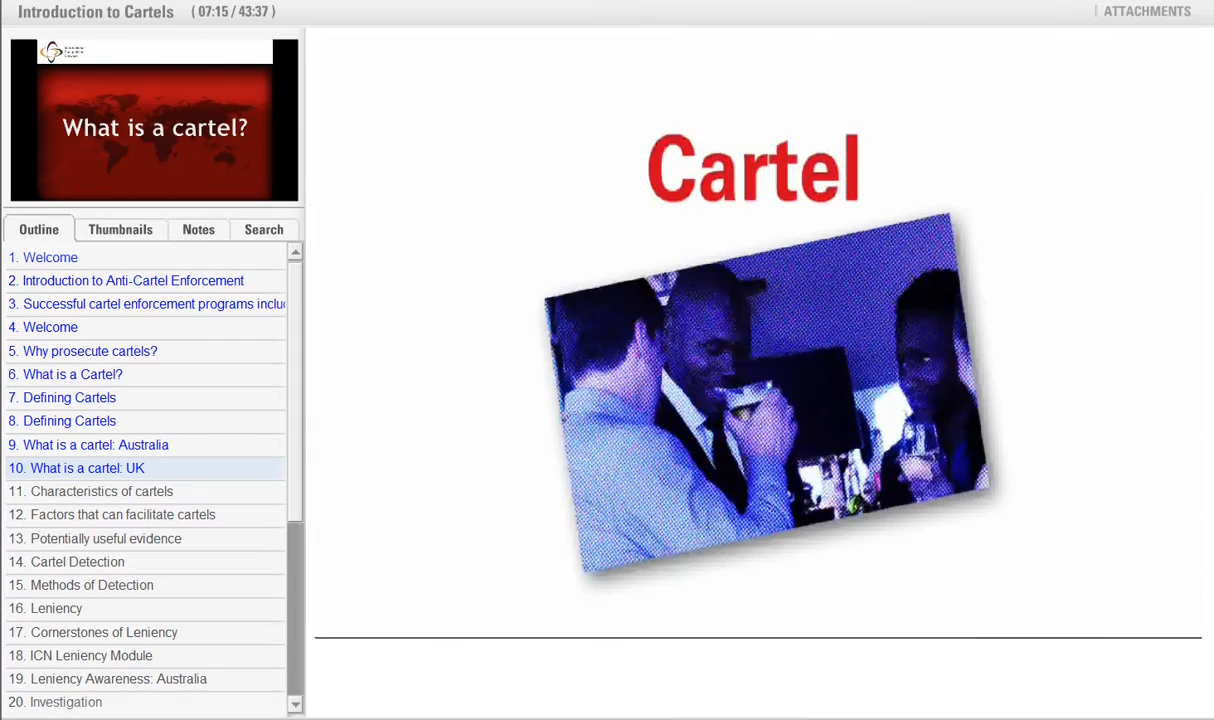 Introduction to Cartels ( 07:15 / 43:37 )
ATTACHMENTS
What is a cartel?
Outline Thumbnails Notes Search
1. Welcome
2. Introduction to Anti-Cartel Enforcement
3. Successful cartel enforcement programs inclu
4. Welcome
5. Why prosecute cartels?
6. What is a Cartel?
7. Defining Cartels
8. Defining Cartels
9. What is a cartel: Australia
10. What is a cartel: UK
11. Characteristics of cartels
12. Factors that can facilitate cartels
13. Potentially useful evidence
14. Cartel Detection
15. Methods of Detection
16. Leniency
17. Cornerstones of Leniency
18. ICN Leniency Module
19. Leniency Awareness: Australia
20. Investigation
Cartel